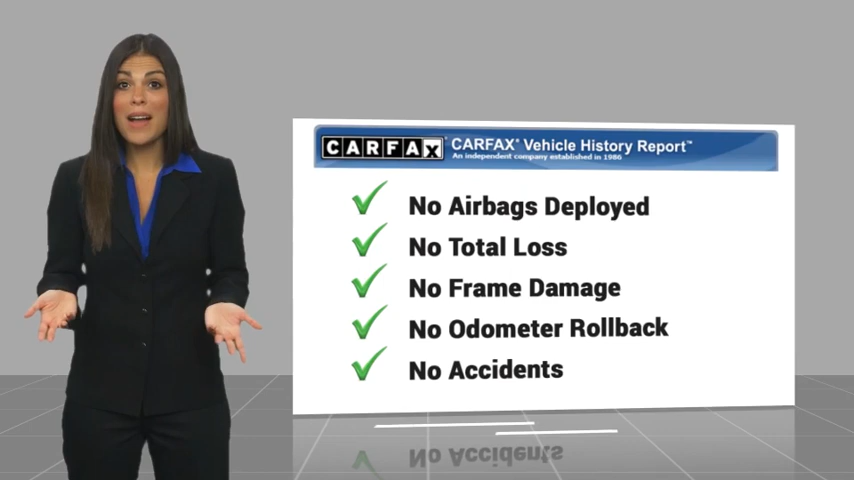 CARFAX CARFAX® Vehicle History Report™
An independent company established in 1986
No Airbags Deployed
No Total Loss
No Frame Damage
No Odometer Rollback
No Accidents
No Accidents